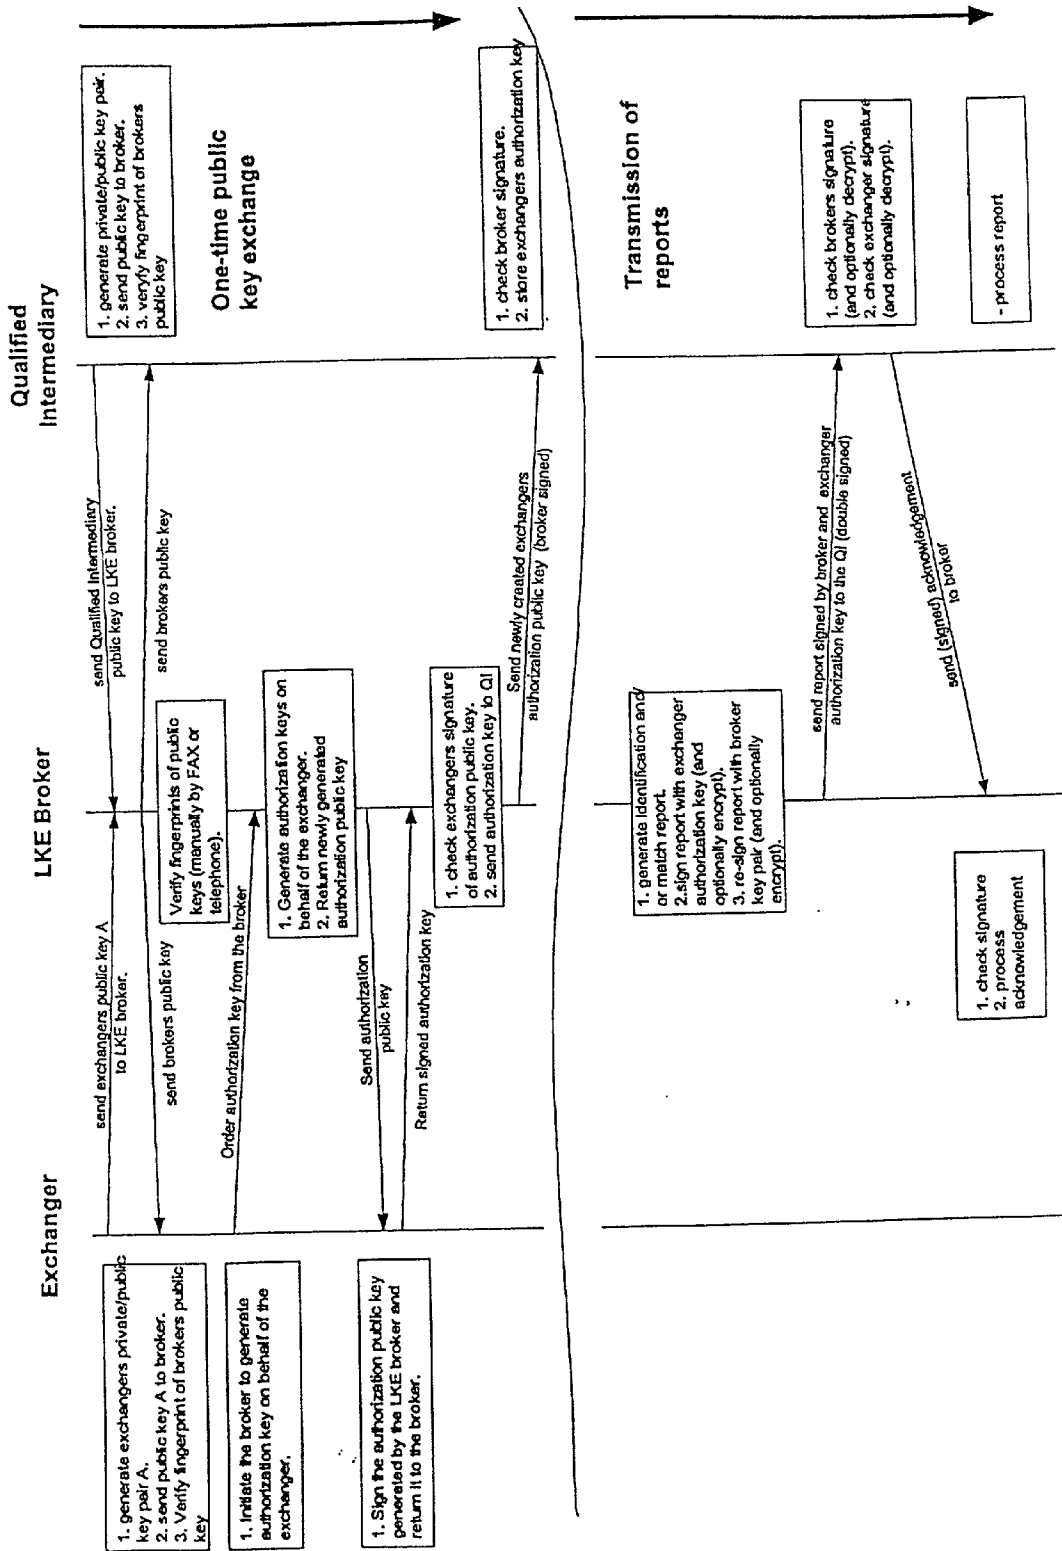 Exchanger
LKE Broker
Qualified
Intermediary
1. generate exchangers private/public
key pair A.
2. send public key A to broker.
3. Verify fingerprint of brokers public
key
send exchangers public key A
to LKE broker.
send Qualified Intermediary
public key to LKE broker.
1. generate private/public key pair.
2. send public key to broker.
3. veryfy fingerprint of brokers
public key
send brokers public key
send brokers public key
Verify fingerprints of public
keys (manually by FAX or
telephone).
One-time public
key exchange
1. Initiate the broker to generate
authorization key on behalf of the
exchanger.
Order authorization key from the broker
1. Generate authorization keys on
behalf of the exchanger.
2. Return newly generated
authorization public key
Send authorization
public key
1. Sign the authorization public key
generated by the LKE broker and
return it to the broker.
Return signed authorization key
1. check exchangers signature
of authorization public key.
2. send authorization key to QI
Send newly created exchangers
authorization public key (broker signed)
1. check broker signature.
2. store exchangers authorization key
Transmission of
reports
1. generate Identification and/
or match report.
2.sign report with exchanger
authorization key (and
optionally encrypt).
3. re-sign report with broker
key pair (and optionally
encrypt).
send report signed by broker and exchanger
authorization key to the QI (double signed)
1. check brokers signature
(and optionally decrypt).
2. check exchanger signature
(and optionally decrypt).
send (signed) acknowledgement
to broker
1. check signature
2. process
acknowledgement
- process report